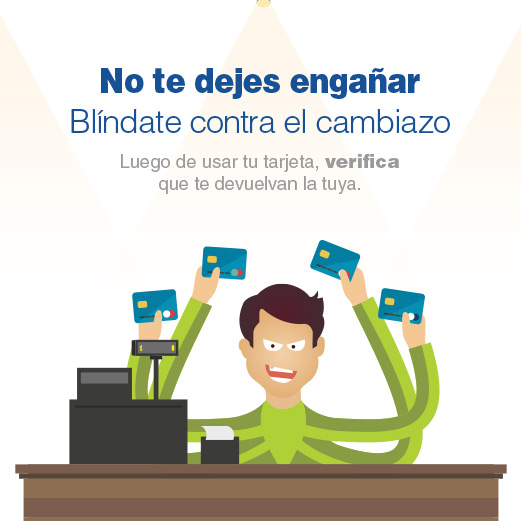 No te dejes engañar
Blíndate contra el cambiazo
Luego de usar tu tarjeta, verifica
que te devuelvan la tuya.